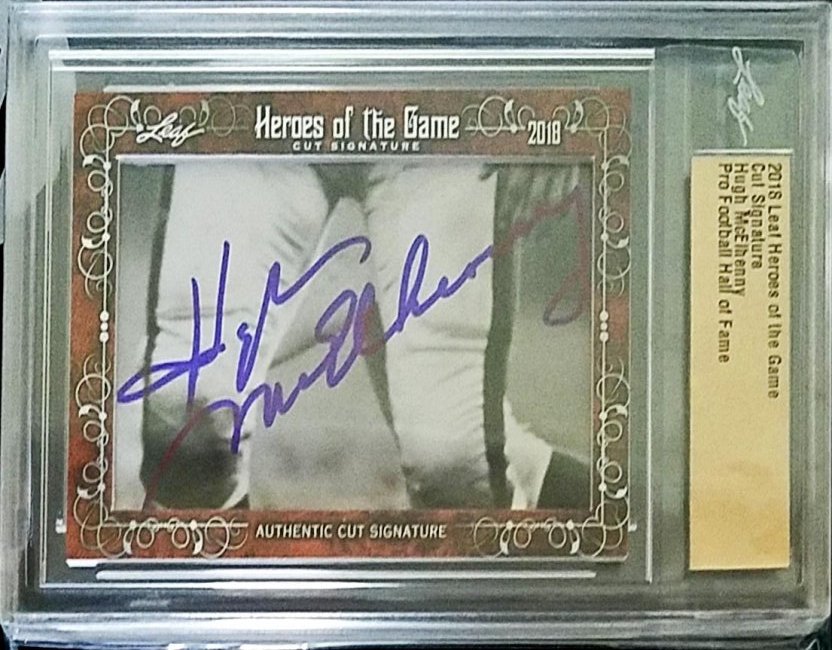 Leaf
Heroes of the Game
2018
CUT SIGNATURE
Hugh
McElhenny
AUTHENTIC CUT SIGNATURE
Leaf
2018 Leaf Heroes of the Game
Cut Signature
Hugh McElhenny
Pro Football Hall of Fame